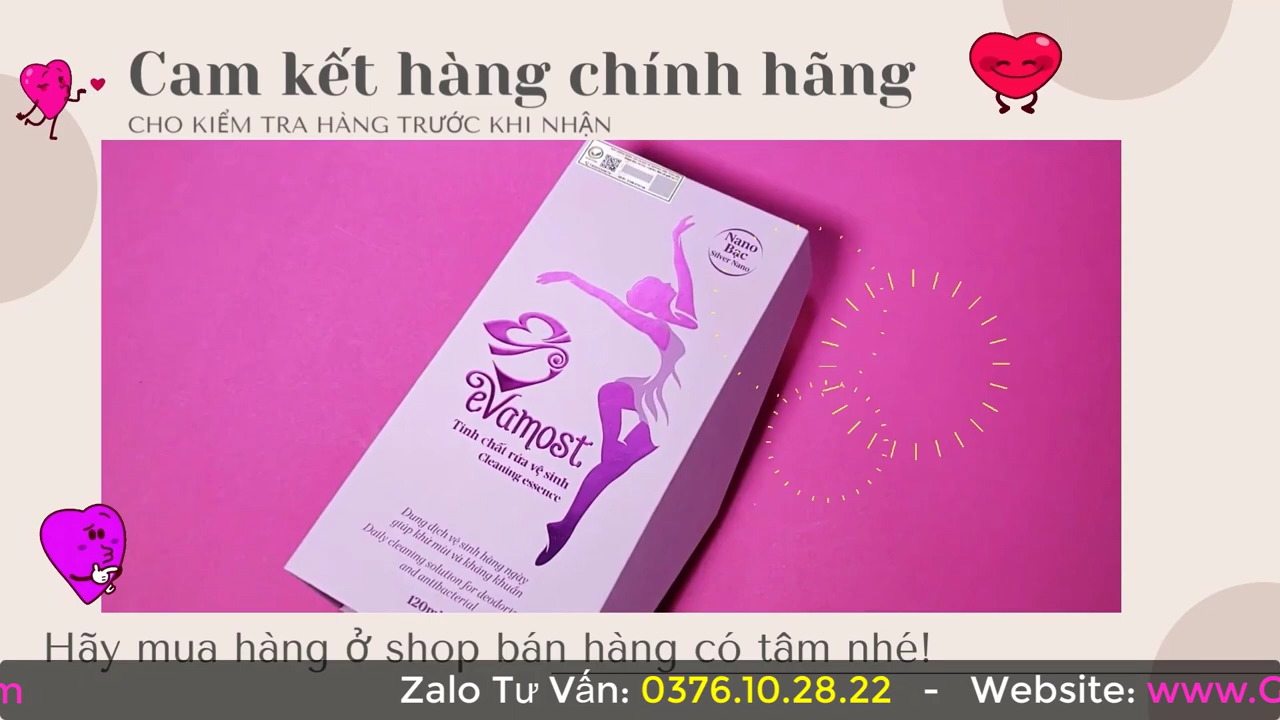 Cam kết hàng chính hãng
CHO KIỂM TRA HÀNG TRƯỚC KHI NHẬN
Nano
Bạc
Silver Nano
eVamost
Tinh chất rửa vệ sinh
Cleaning essence
Dung dịch vệ sinh hàng ngày
giúp khử mùi và kháng khuẩn
Daily cleaning solution for
and antibacterial
Hãy mua hàng ở shop bán hàng có tâm nhé!
Zalo Tư Vấn: 0376.10.28.22 - Website: www.